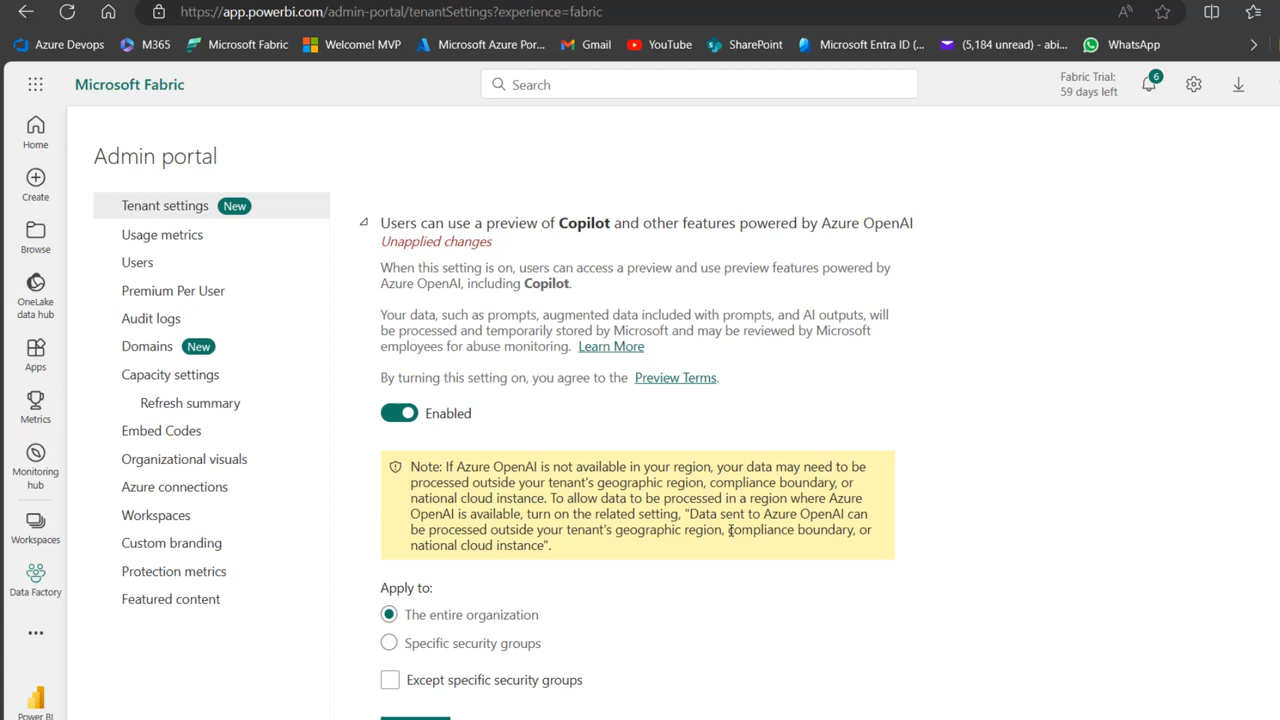 https://app.powerbi.com/admin-portal/tenantSettings?experience=fabric
Azure DevOps
M365
Microsoft Fabric
Welcome! MVP
Microsoft Azure Por...
Gmail
YouTube
SharePoint
Microsoft Entra ID (...
(5,184 unread) - abi...
WhatsApp
Microsoft Fabric
Search
Fabric Trial:
59 days left
6
Home
Create
Browse
OneLake
data hub
Apps
Metrics
Monitoring
hub
Workspaces
Data Factory
Power BI
Admin portal
Tenant settings New
Usage metrics
Users
Premium Per User
Audit logs
Domains New
Capacity settings
Refresh summary
Embed Codes
Organizational visuals
Azure connections
Workspaces
Custom branding
Protection metrics
Featured content
Users can use a preview of Copilot and other features powered by Azure OpenAI
Unapplied changes
When this setting is on, users can access a preview and use preview features powered by
Azure OpenAI, including Copilot.
Your data, such as prompts, augmented data included with prompts, and AI outputs, will
be processed and temporarily stored by Microsoft and may be reviewed by Microsoft
employees for abuse monitoring. Learn More
By turning this setting on, you agree to the Preview Terms.
Enabled
Note: If Azure OpenAI is not available in your region, your data may need to be
processed outside your tenant's geographic region, compliance boundary, or
national cloud instance. To allow data to be processed in a region where Azure
OpenAI is available, turn on the related setting, "Data sent to Azure OpenAI can
be processed outside your tenant's geographic region, compliance boundary, or
national cloud instance".
Apply to:
The entire organization
Specific security groups
Except specific security groups